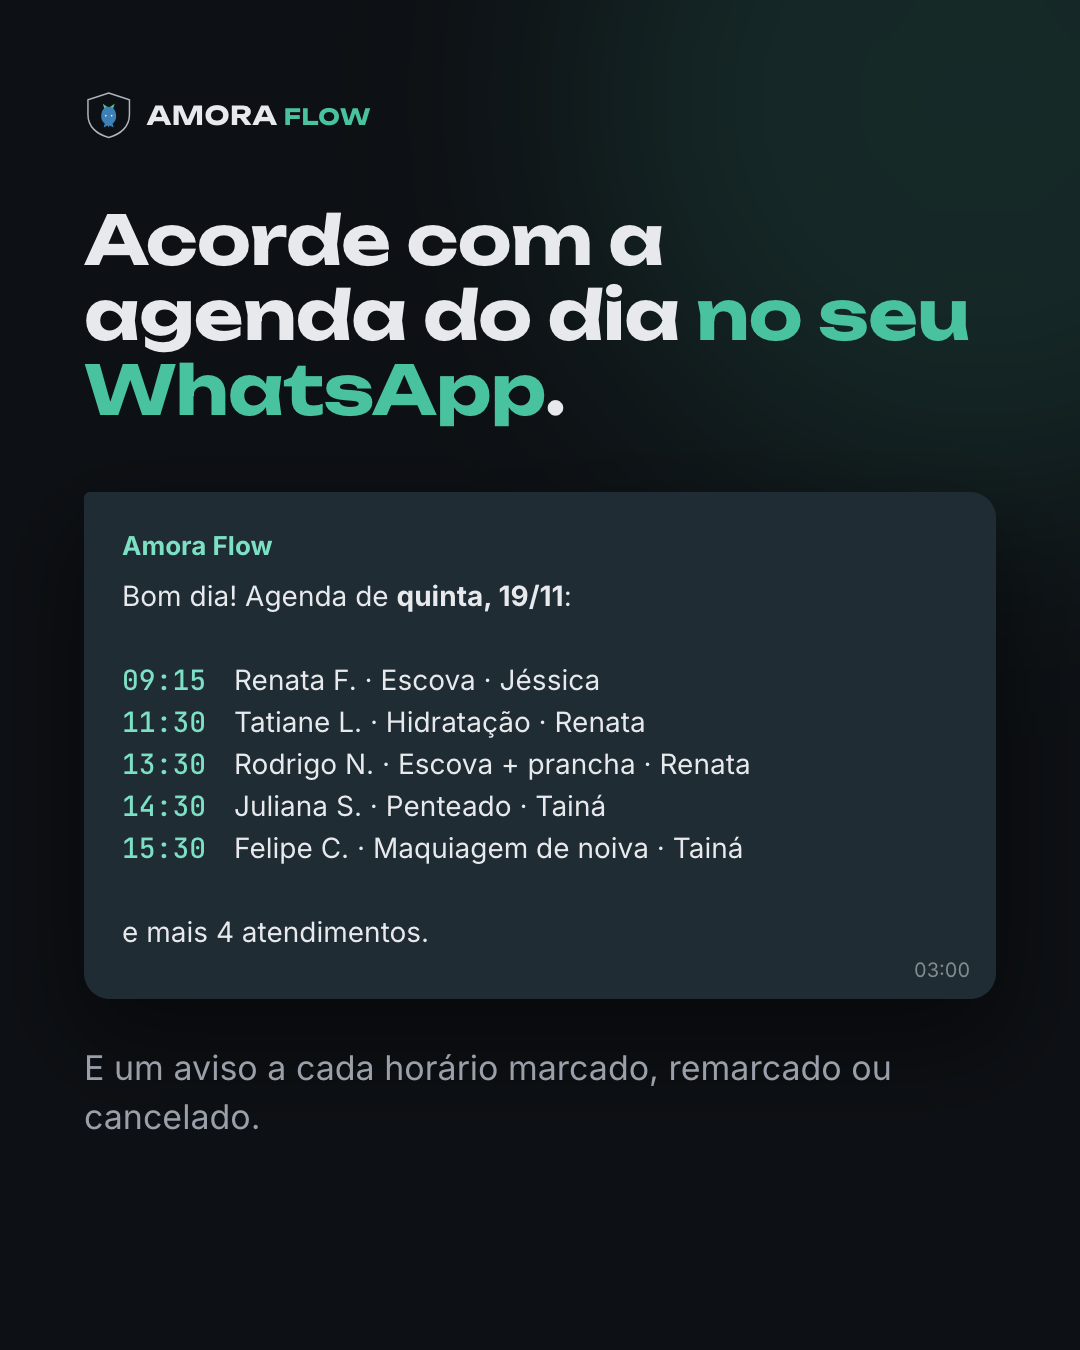 AMORA FLOW
Acorde com a
agenda do dia no seu
WhatsApp.
Amora Flow
Bom dia! Agenda de quinta, 19/11:
09:15 Renata F. · Escova · Jéssica
11:30 Tatiane L. · Hidratação · Renata
13:30 Rodrigo N. · Escova + prancha · Renata
14:30 Juliana S. · Penteado · Tainá
15:30 Felipe C. · Maquiagem de noiva · Tainá
e mais 4 atendimentos.
03:00
E um aviso a cada horário marcado, remarcado ou
cancelado.